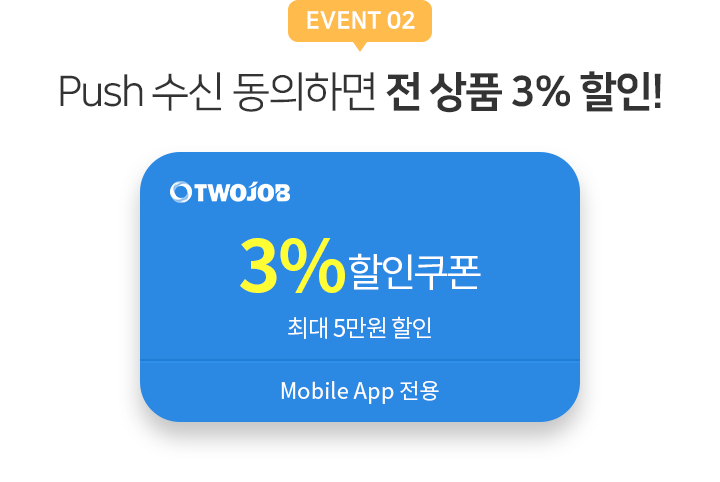 EVENT 02
Push 수신 동의하면 전 상품 3% 할인!
TWOJOB
3% 할인쿠폰
최대 5만원 할인
Mobile App 전용